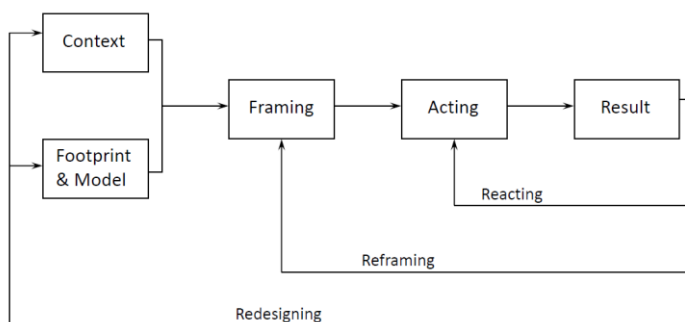 Context
Framing
Acting
Result
Footprint
& Model
Reacting
Reframing
Redesigning